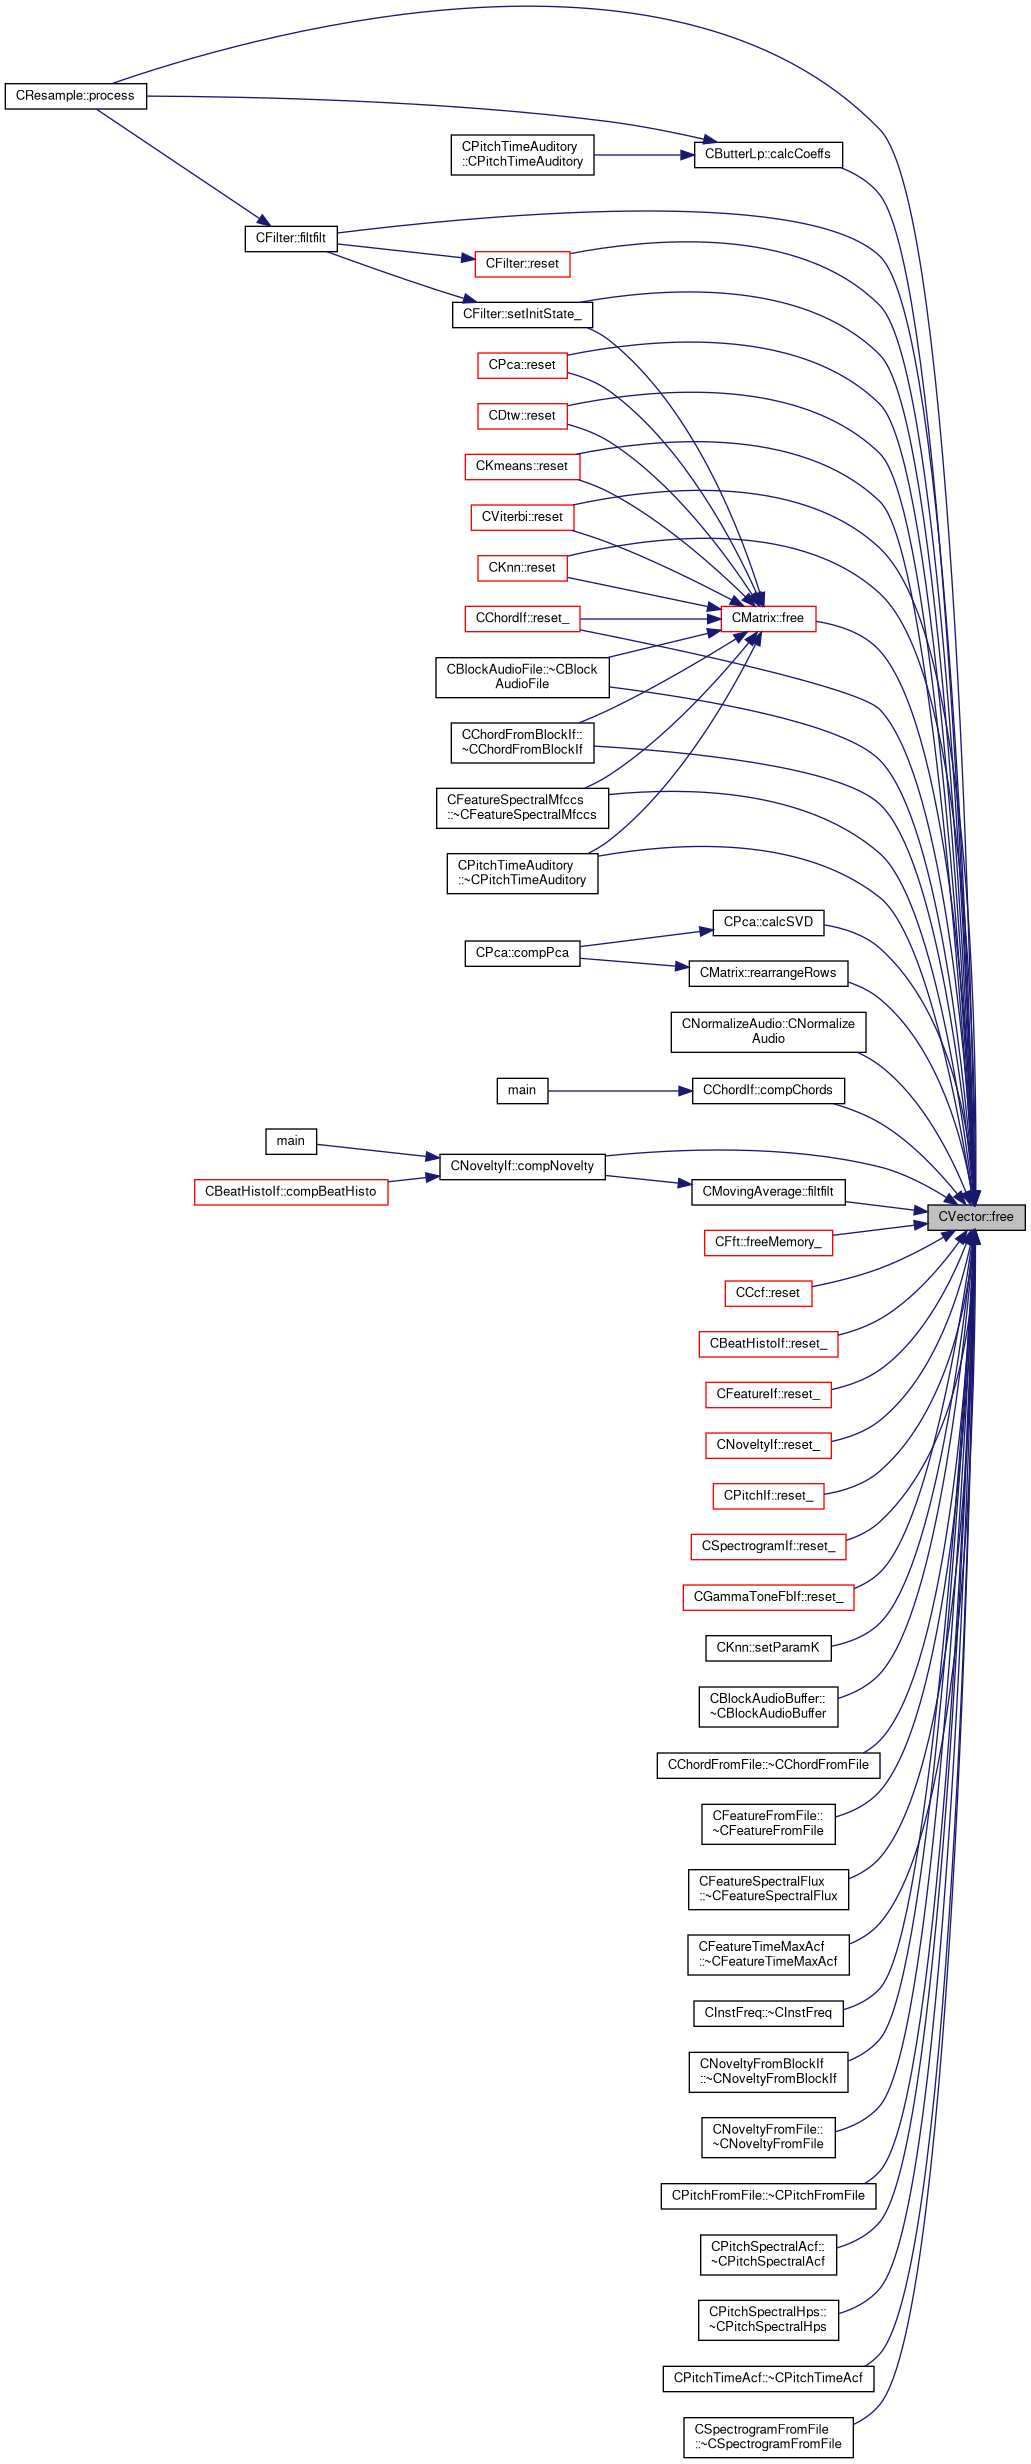 CResample::process
CPitchTimeAuditory
::CPitchTimeAuditory
CButterLp::calcCoeffs
CFilter::filtfilt
CFilter::reset
CFilter::setInitState_
CPca::reset
CDtw::reset
CKmeans::reset
CViterbi::reset
CKnn::reset
CMatrix::free
CChordIf::reset_
CBlockAudioFile::~CBlock
AudioFile
CChordFromBlockIf::
~CChordFromBlockIf
CFeatureSpectralMfccs
::~CFeatureSpectralMfccs
CPitchTimeAuditory
::~CPitchTimeAuditory
CPca::calcSVD
CPca::compPca
CMatrix::rearrangeRows
CNormalizeAudio::CNormalize
Audio
main
CChordIf::compChords
main
CNoveltyIf::compNovelty
CBeatHistoIf::compBeatHisto
CMovingAverage::filtfilt
CVector::free
CFft::freeMemory_
CCcf::reset
CBeatHistoIf::reset_
CFeatureIf::reset_
CNoveltyIf::reset_
CPitchIf::reset_
CSpectrogramIf::reset_
CGammaToneFbIf::reset_
CKnn::setParamK
CBlockAudioBuffer::
~CBlockAudioBuffer
CChordFromFile::~CChordFromFile
CFeatureFromFile::
~CFeatureFromFile
CFeatureSpectralFlux
::~CFeatureSpectralFlux
CFeatureTimeMaxAcf
::~CFeatureTimeMaxAcf
CInstFreq::~CInstFreq
CNoveltyFromBlockIf
::~CNoveltyFromBlockIf
CNoveltyFromFile::
~CNoveltyFromFile
CPitchFromFile::~CPitchFromFile
CPitchSpectralAcf::
~CPitchSpectralAcf
CPitchSpectralHps::
~CPitchSpectralHps
CPitchTimeAcf::~CPitchTimeAcf
CSpectrogramFromFile
::~CSpectrogramFromFile